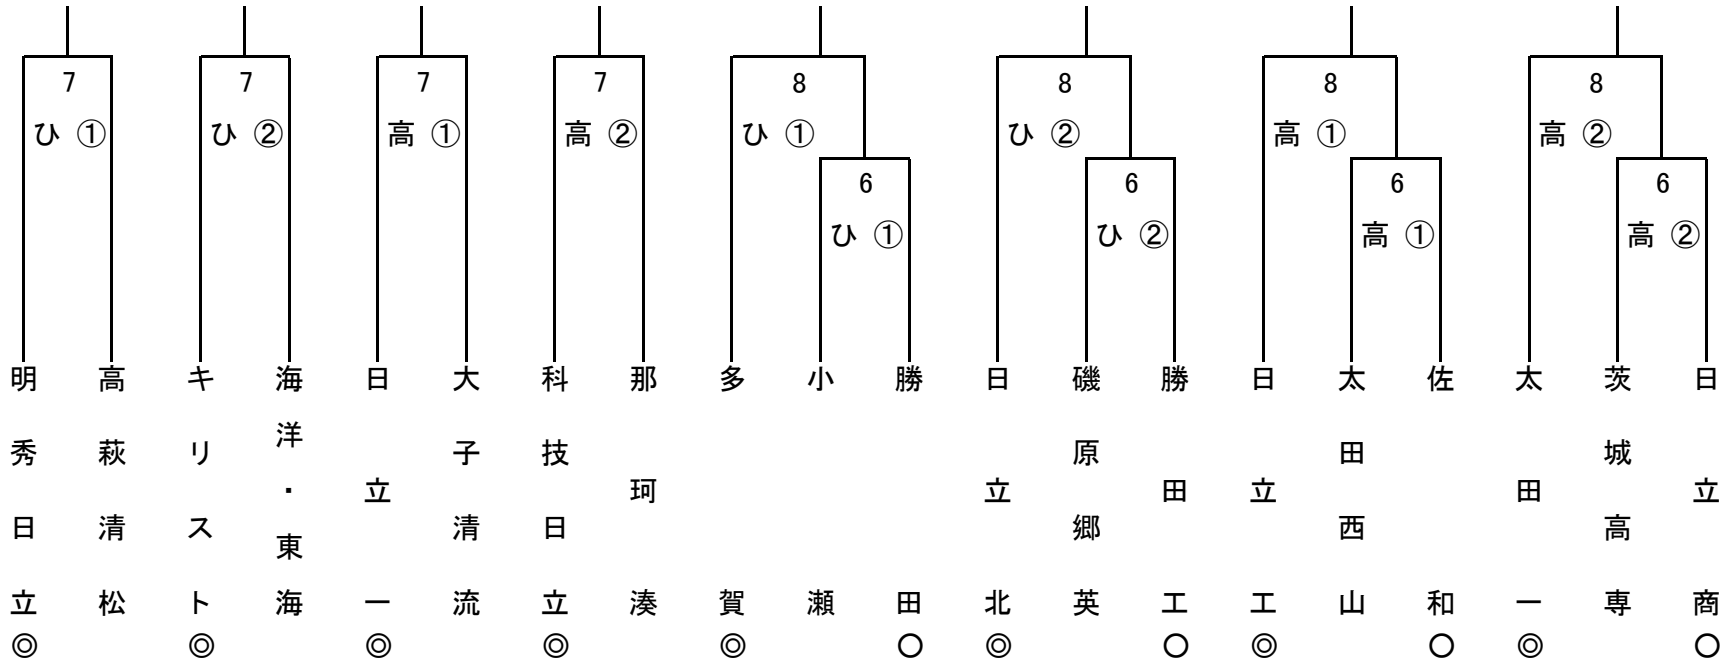 7 7 7 7 8 8 8 8
ひ ① ひ ② 高 ① 高 ② ひ ① ひ ② 高 ① 高 ②
6 6 6 6
ひ ① ひ ② 高 ① 高 ②
明秀日立 ◎
高萩清松
キリスト ◎
海洋・東海
日立一 ◎
大子清流
科技日立 ◎
那珂湊
多賀 ◎
小瀬
勝田 〇
日立北 ◎
磯原郷英
勝田工 〇
日立工 ◎
太田西山
佐和 〇
太田一 ◎
茨城高専
日立商 〇